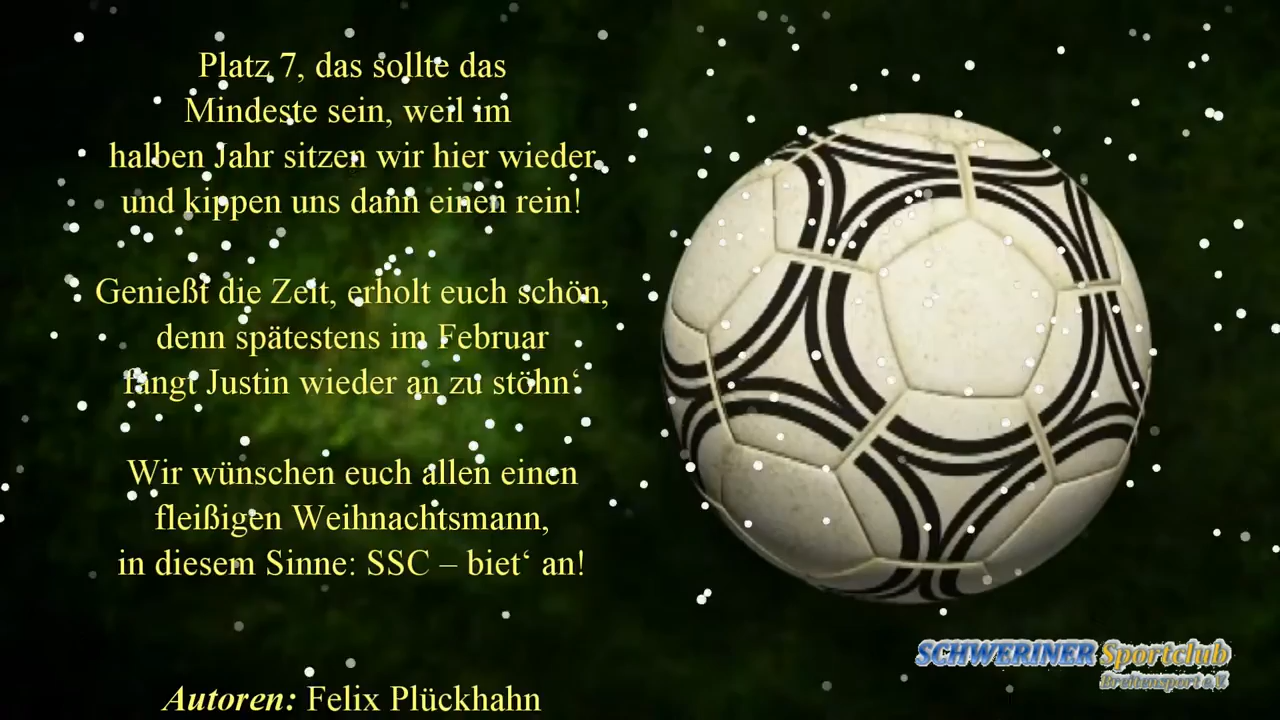 Platz 7, das sollte das
Mindeste sein, weil im
halben Jahr sitzen wir hier wieder
und kippen uns dann einen rein!
Genießt die Zeit, erholt euch schön,
denn spätestens im Februar
fängt Justin wieder an zu stöhn‘.
Wir wünschen euch allen einen
fleißigen Weihnachtsmann,
in diesem Sinne: SSC – biet‘ an!
Autoren: Felix Plückhahn
SCHWERINER Sportclub
Breitensport e.V.